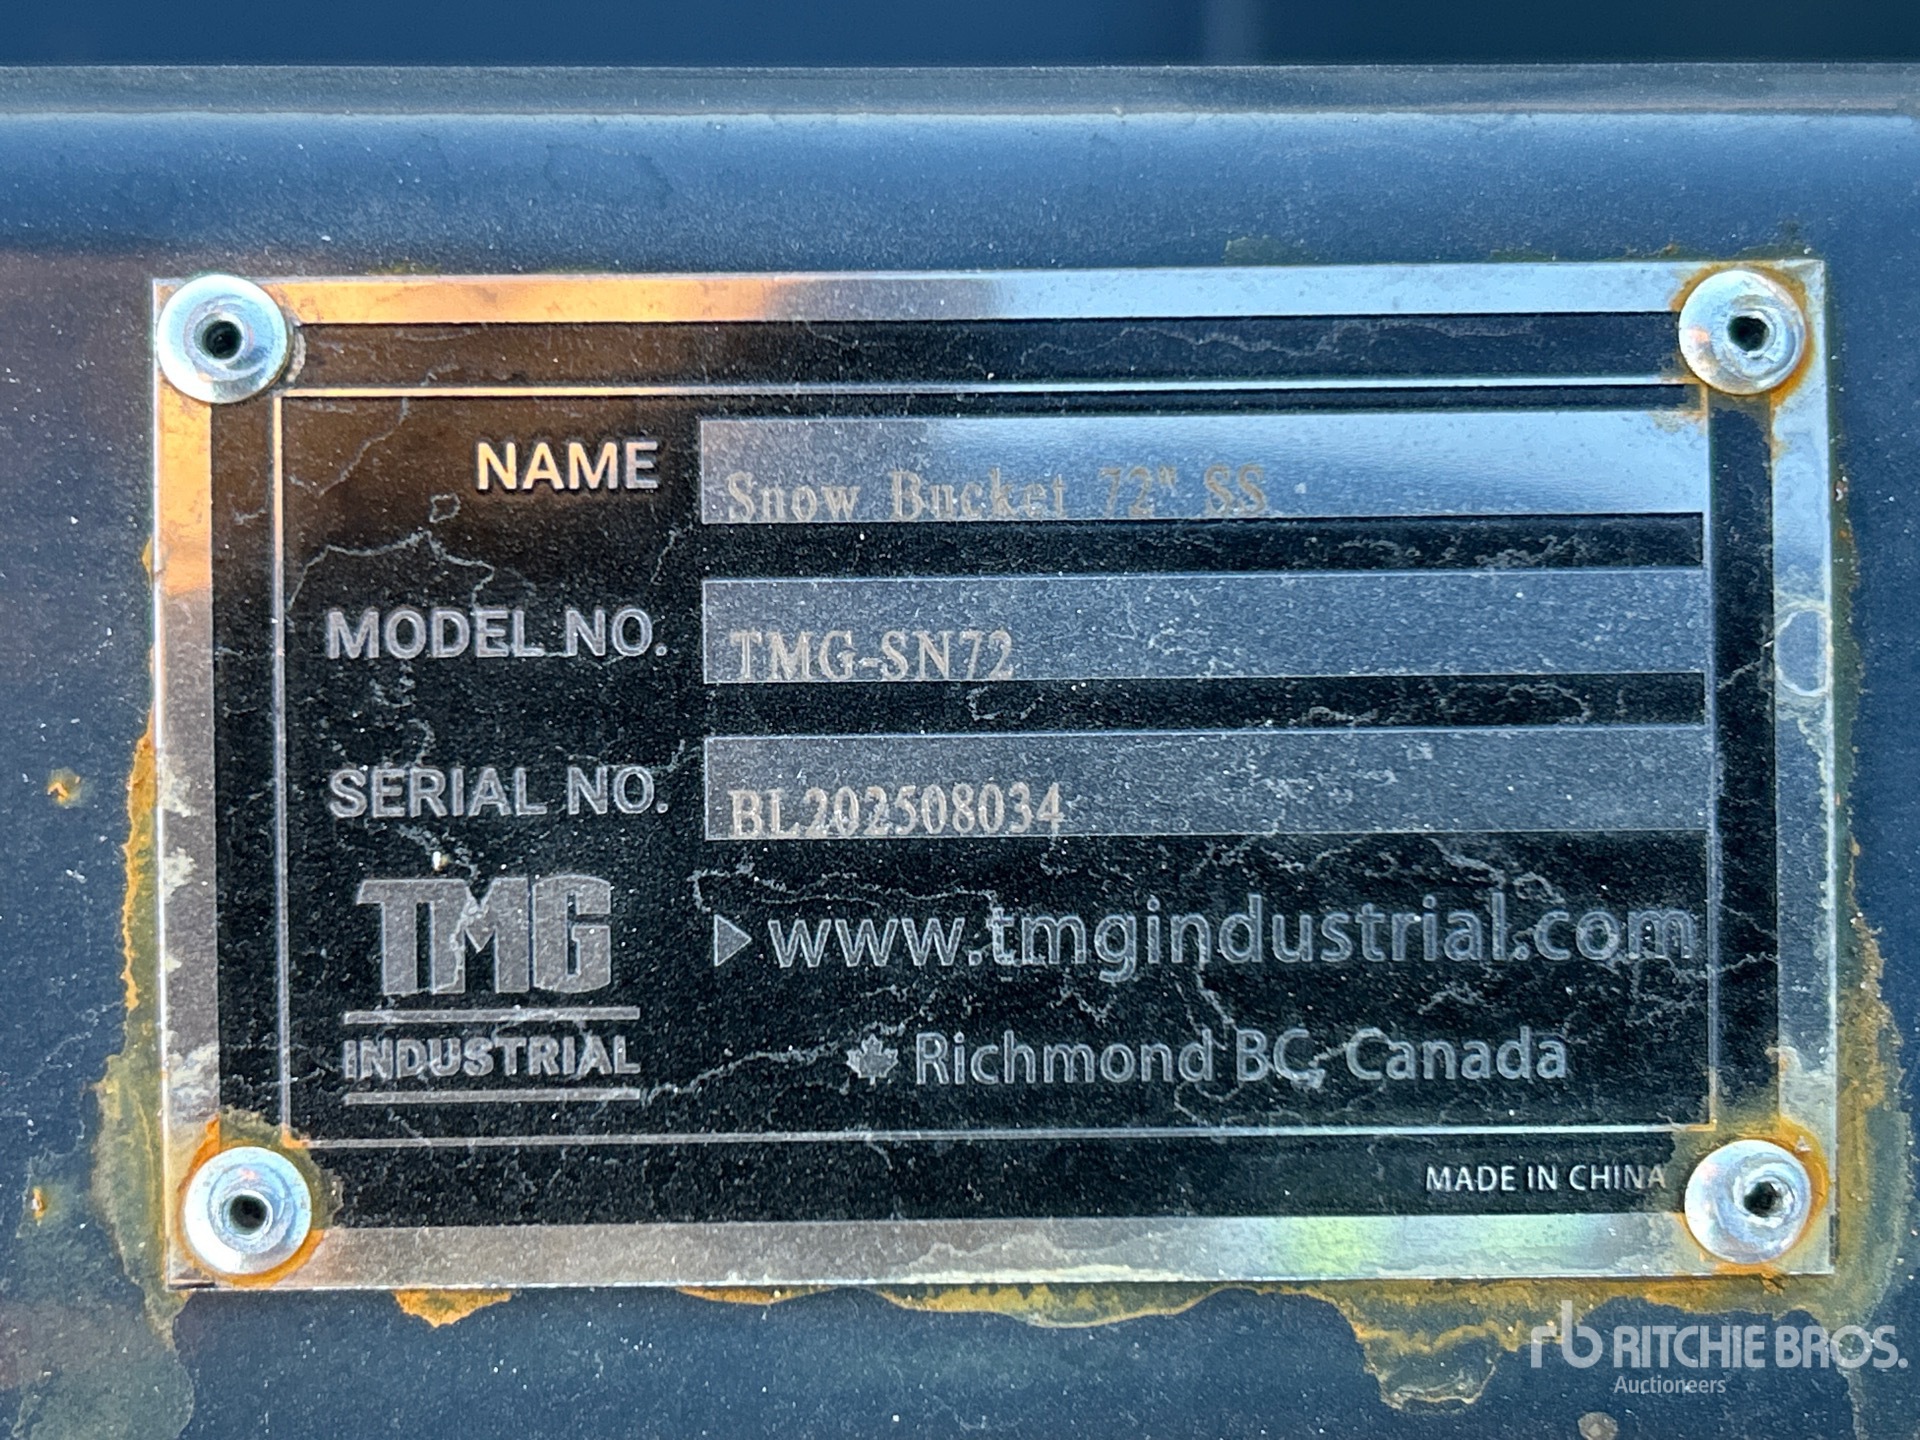 NAME Snow Bucket 72" SS
MODEL NO. TMG-SN72
SERIAL NO. BL202508034
TMG
INDUSTRIAL
www.tmgindustrial.com
Richmond BC, Canada
MADE IN CHINA
rb RITCHIE BROS.
Auctioneers